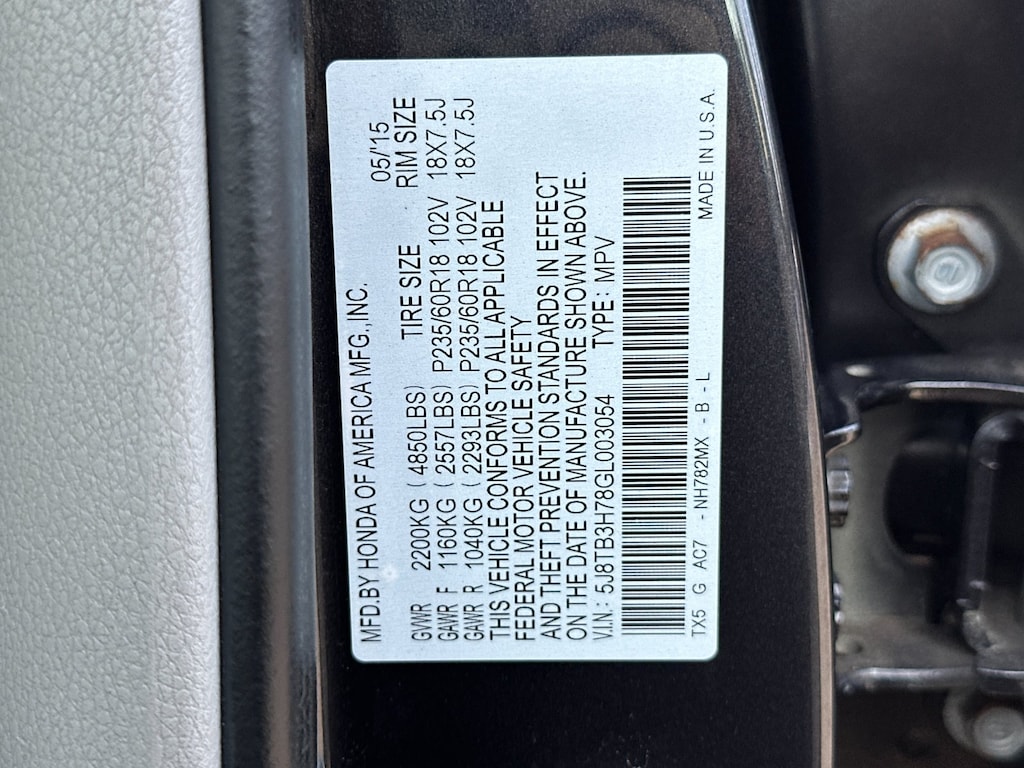 MFD.BY HONDA OF AMERICA MFG.,INC.
05/'15
GVWR 2200KG ( 4850LBS) TIRE SIZE RIM SIZE
GAWR F 1160KG ( 2557LBS) P235/60R18 102V 18X7.5J
GAWR R 1040KG ( 2293LBS) P235/60R18 102V 18X7.5J
THIS VEHICLE CONFORMS TO ALL APPLICABLE
FEDERAL MOTOR VEHICLE SAFETY
AND THEFT PREVENTION STANDARDS IN EFFECT
ON THE DATE OF MANUFACTURE SHOWN ABOVE.
V.I.N.: 5J8TB3H78GL003054 TYPE: MPV
TX5 G AC7 - NH782MX - B - L MADE IN U.S.A.